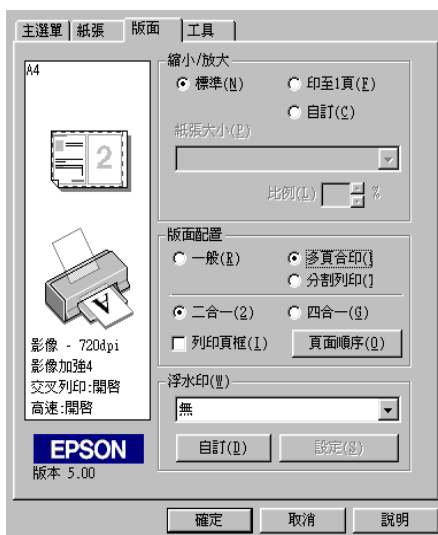 主選單 紙張 版面 工具
A4
2
影像 - 720dpi
影像加強4
交叉列印:開啓
高速:開啓
EPSON
版本 5.00
縮小/放大
標準(N) 印至1頁(F)
自訂(C)
紙張大小(P)
比例(L) %
版面配置
一般(R) 多頁合印(
分割列印(
二合一(2) 四合一(G)
列印頁框(I) 頁面順序(O)
浮水印(W)
無
自訂(D) 設定(S)
確定 取消 說明